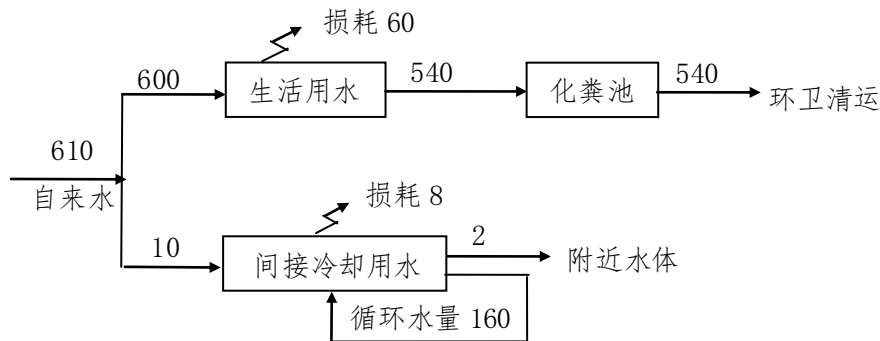 损耗 60
600
生活用水
540
化粪池
540
环卫清运
610
自来水
损耗 8
10
间接冷却用水
2
附近水体
循环水量 160